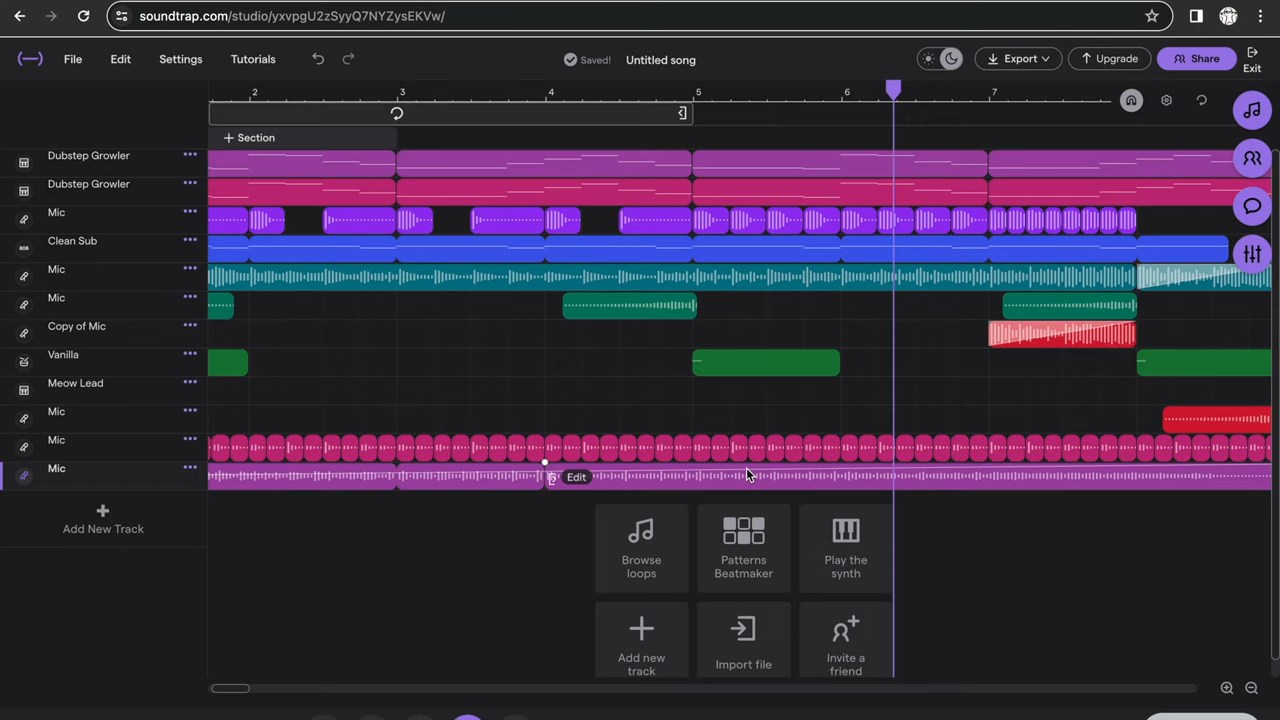 soundtrap.com/studio/yxvpgU2zSyyQ7NYZysEKVw/
File Edit Settings Tutorials Saved! Untitled song Export Upgrade Share Exit
2 3 4 5 6 7
+ Section
Dubstep Growler
Dubstep Growler
Mic
Clean Sub
Mic
Mic
Copy of Mic
Vanilla
Meow Lead
Mic
Mic
Mic
Edit
Add New Track
Browse loops
Patterns Beatmaker
Play the synth
Add new track
Import file
Invite a friend